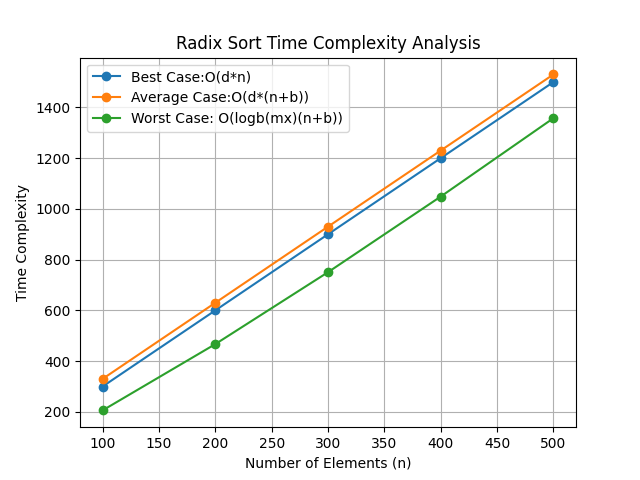 Radix Sort Time Complexity Analysis
Best Case:O(d*n)
Average Case:O(d*(n+b))
Worst Case: O(logb(mx)(n+b))
Time Complexity
1400
1200
1000
800
600
400
200
100 150 200 250 300 350 400 450 500
Number of Elements (n)